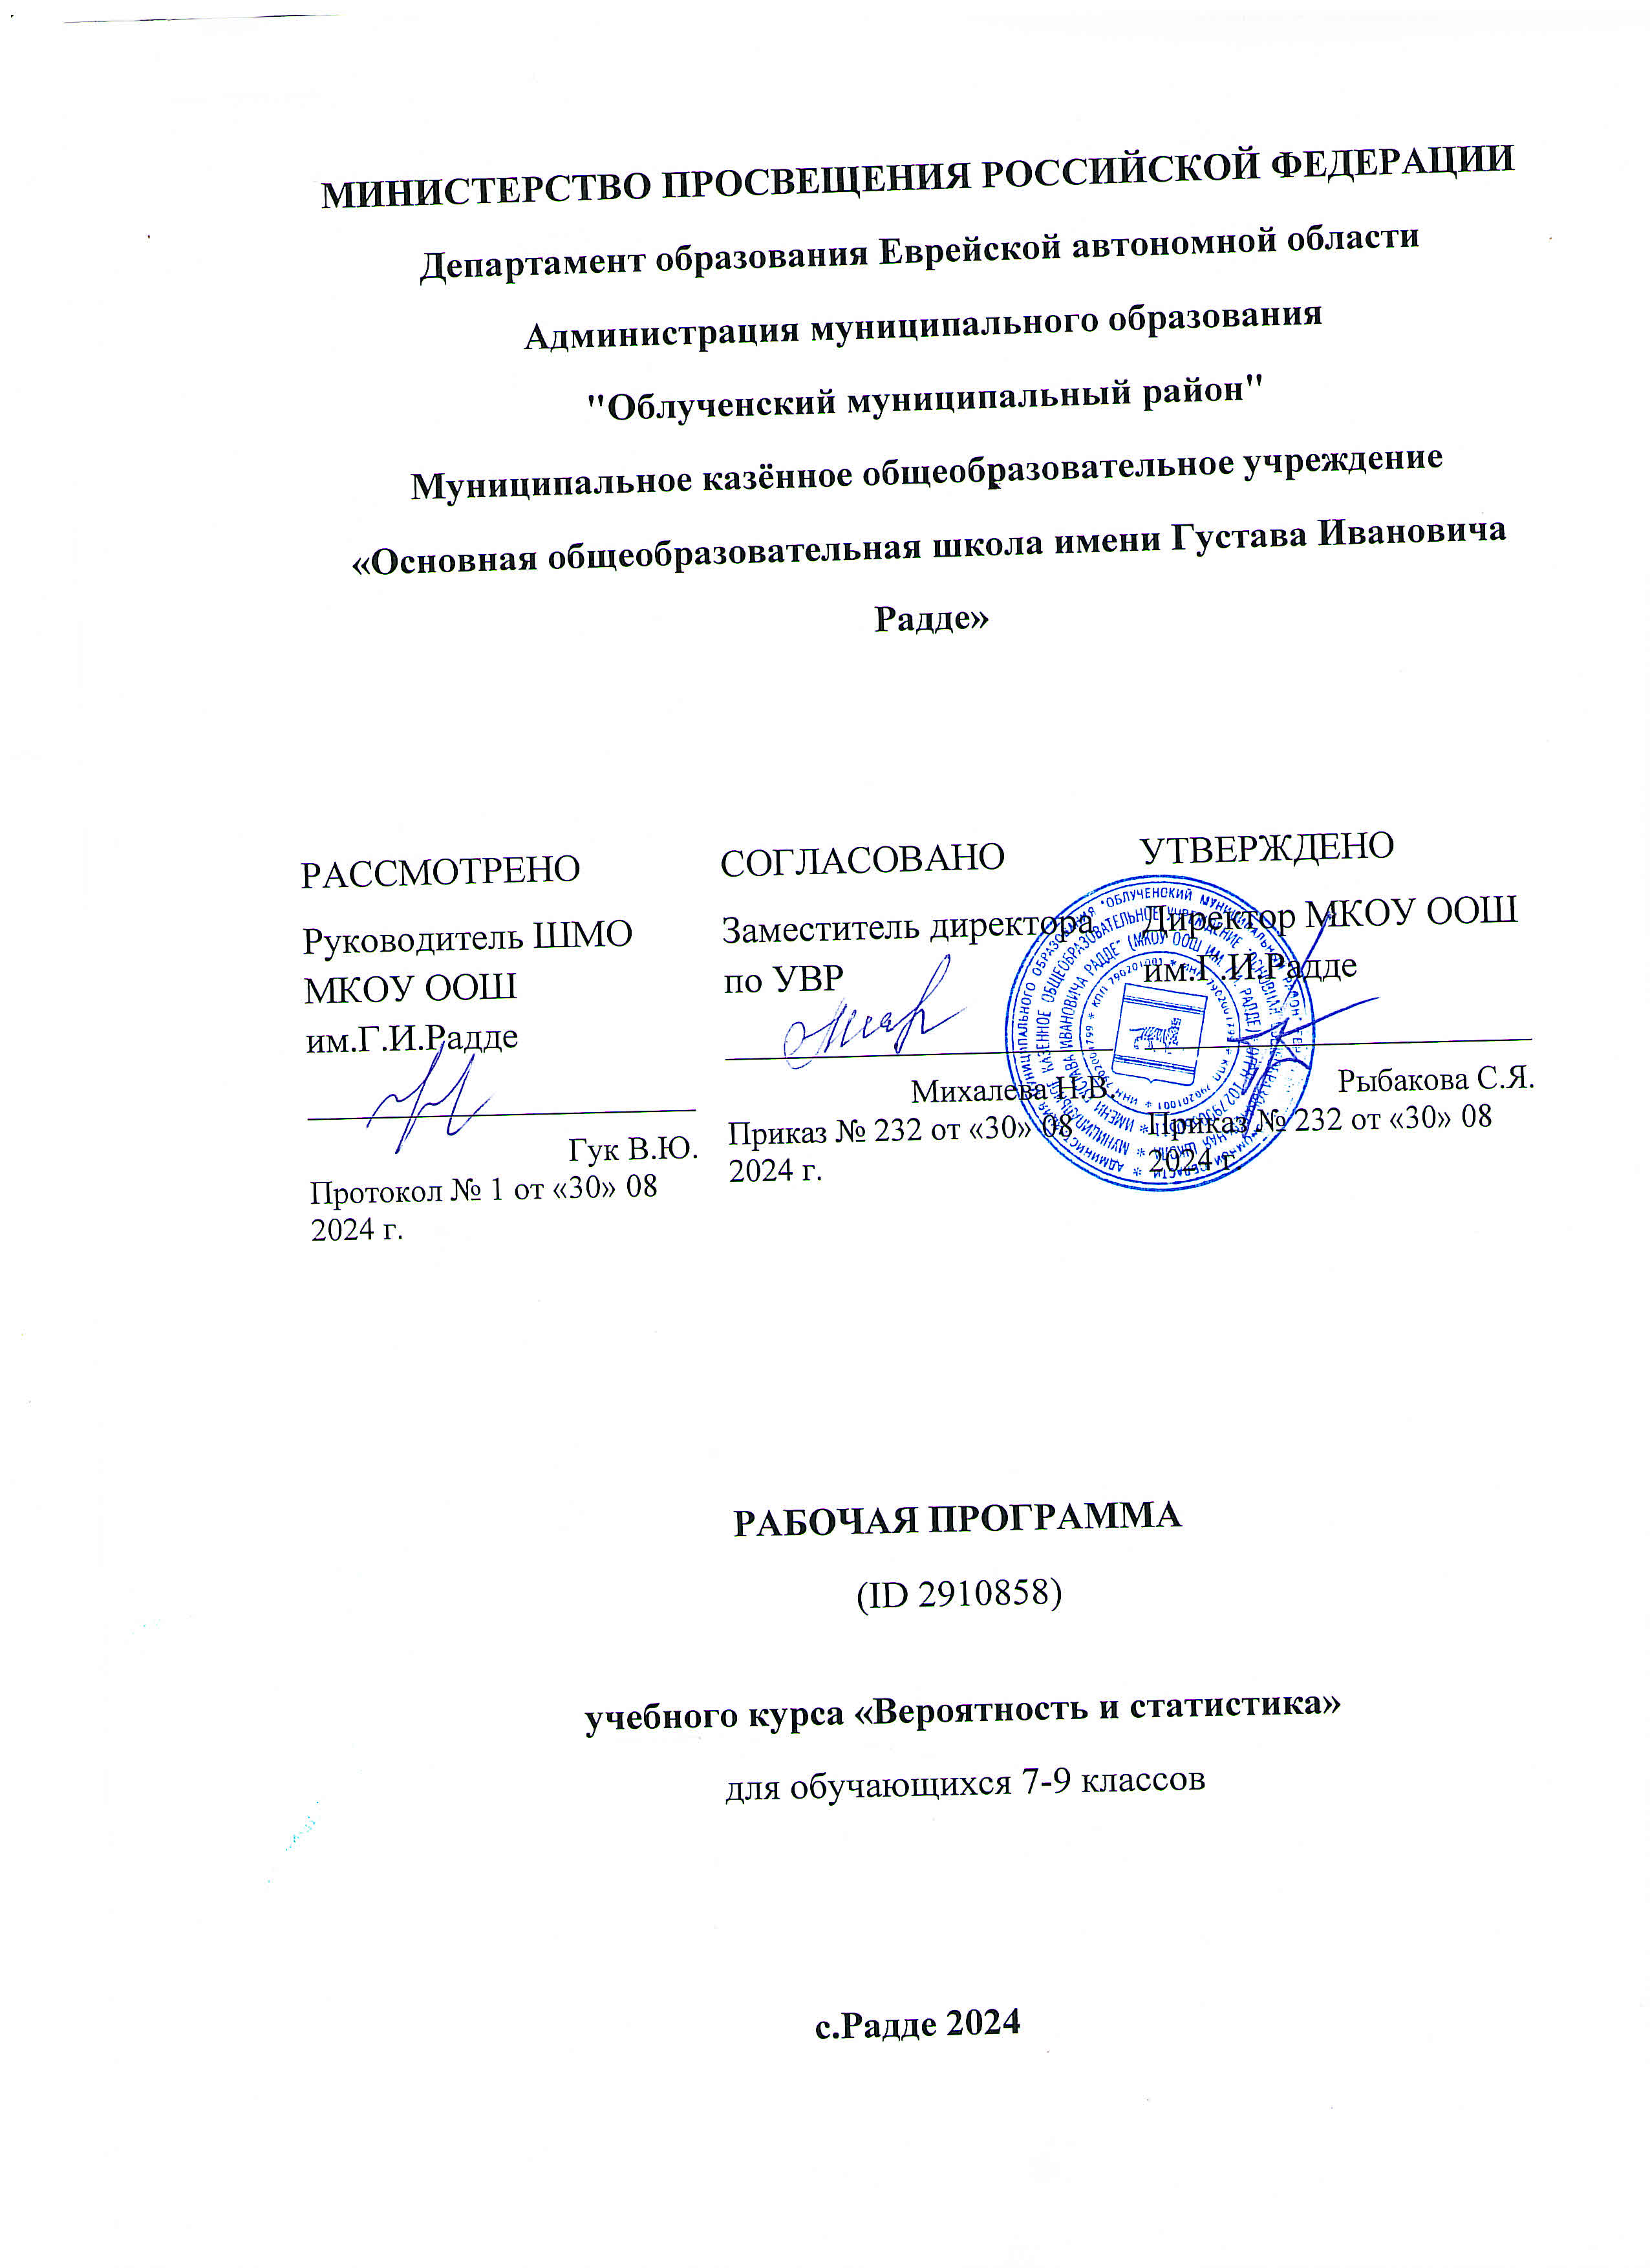 МИНИСТЕРСТВО ПРОСВЕЩЕНИЯ РОССИЙСКОЙ ФЕДЕРАЦИИ
Департамент образования Еврейской автономной области
Администрация муниципального образования
"Облученский муниципальный район"
Муниципальное казённое общеобразовательное учреждение
«Основная общеобразовательная школа имени Густава Ивановича
Радде»
РАССМОТРЕНО
Руководитель ШМО
МКОУ ООШ
им.Г.И.Радде
Гук В.Ю.
Протокол № 1 от «30» 08
2024 г.
СОГЛАСОВАНО
Заместитель директора
по УВР
Михалева Н.В.
Приказ № 232 от «30» 08
2024 г.
УТВЕРЖДЕНО
Директор МКОУ ООШ
им.Г.И.Радде
Рыбакова С.Я.
Приказ № 232 от «30» 08
2024 г.
РАБОЧАЯ ПРОГРАММА
(ID 2910858)
учебного курса «Вероятность и статистика»
для обучающихся 7-9 классов
с.Радде 2024